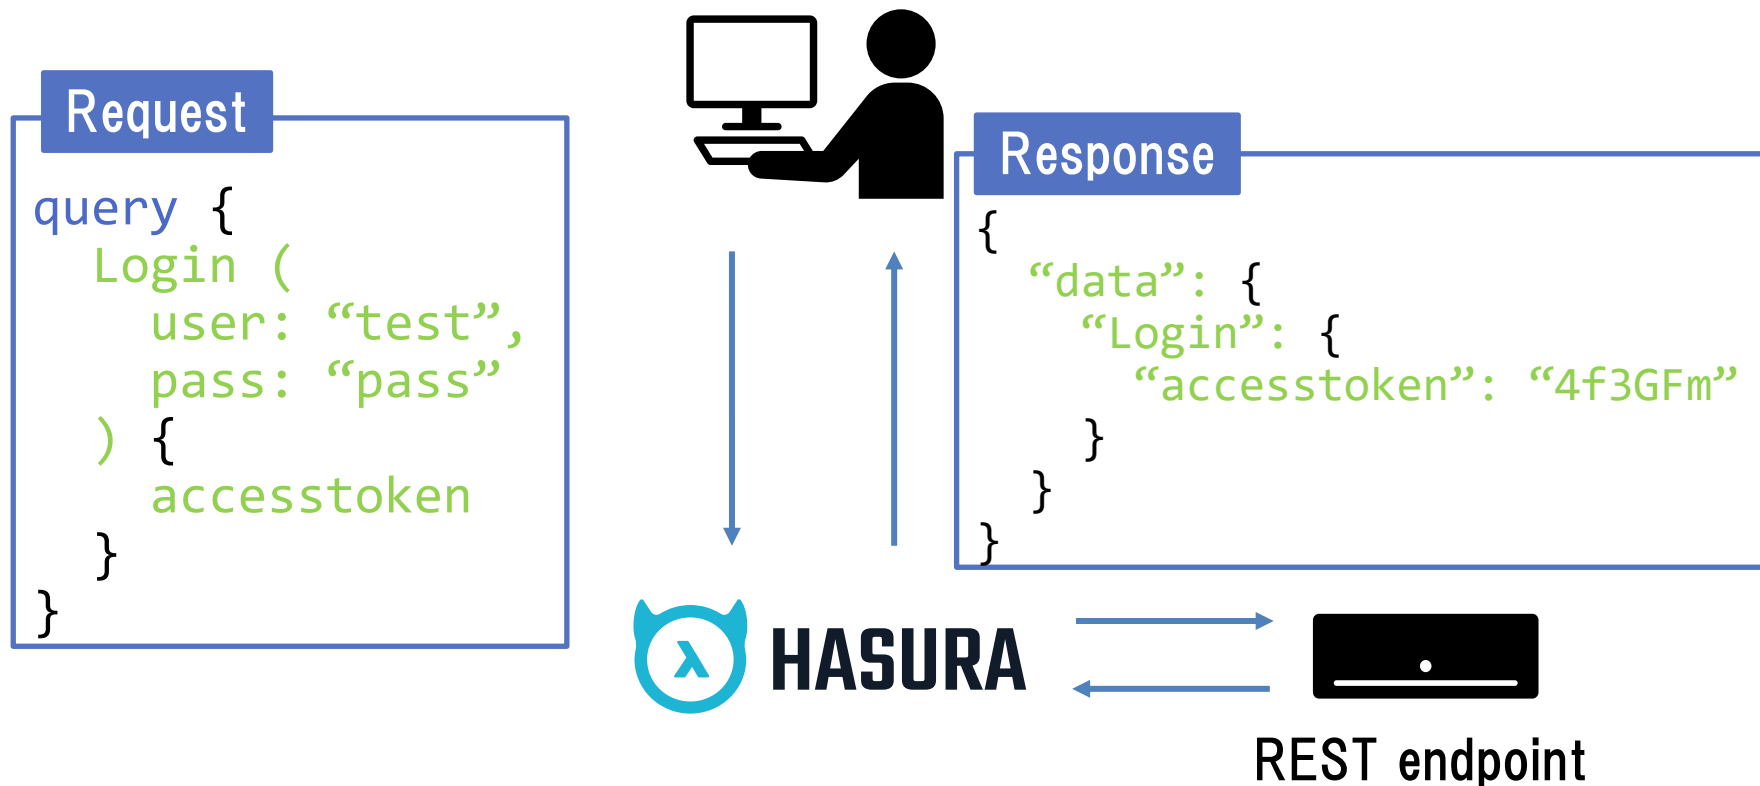 Request
query {
Login (
user: “test”,
pass: “pass”
) {
accesstoken
}
}
Response
{
“data”: {
“Login”: {
“accesstoken”: “4f3GFm”
}
}
}
HASURA
REST endpoint